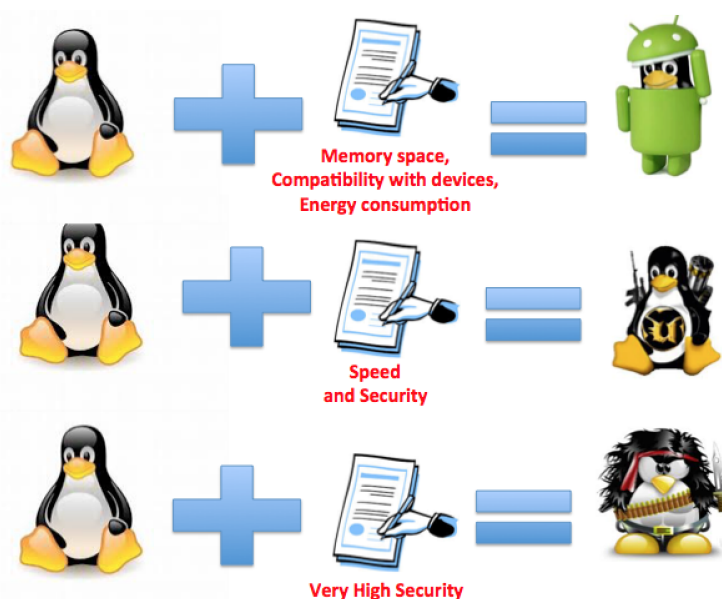 Memory space,
Compatibility with devices,
Energy consumption
Speed
and Security
Very High Security